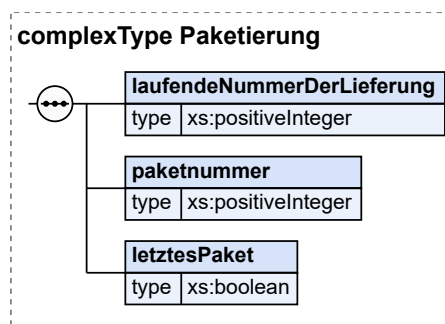 complexType Paketierung
laufendeNummerDerLieferung
type xs:positiveInteger
paketnummer
type xs:positiveInteger
letztesPaket
type xs:boolean